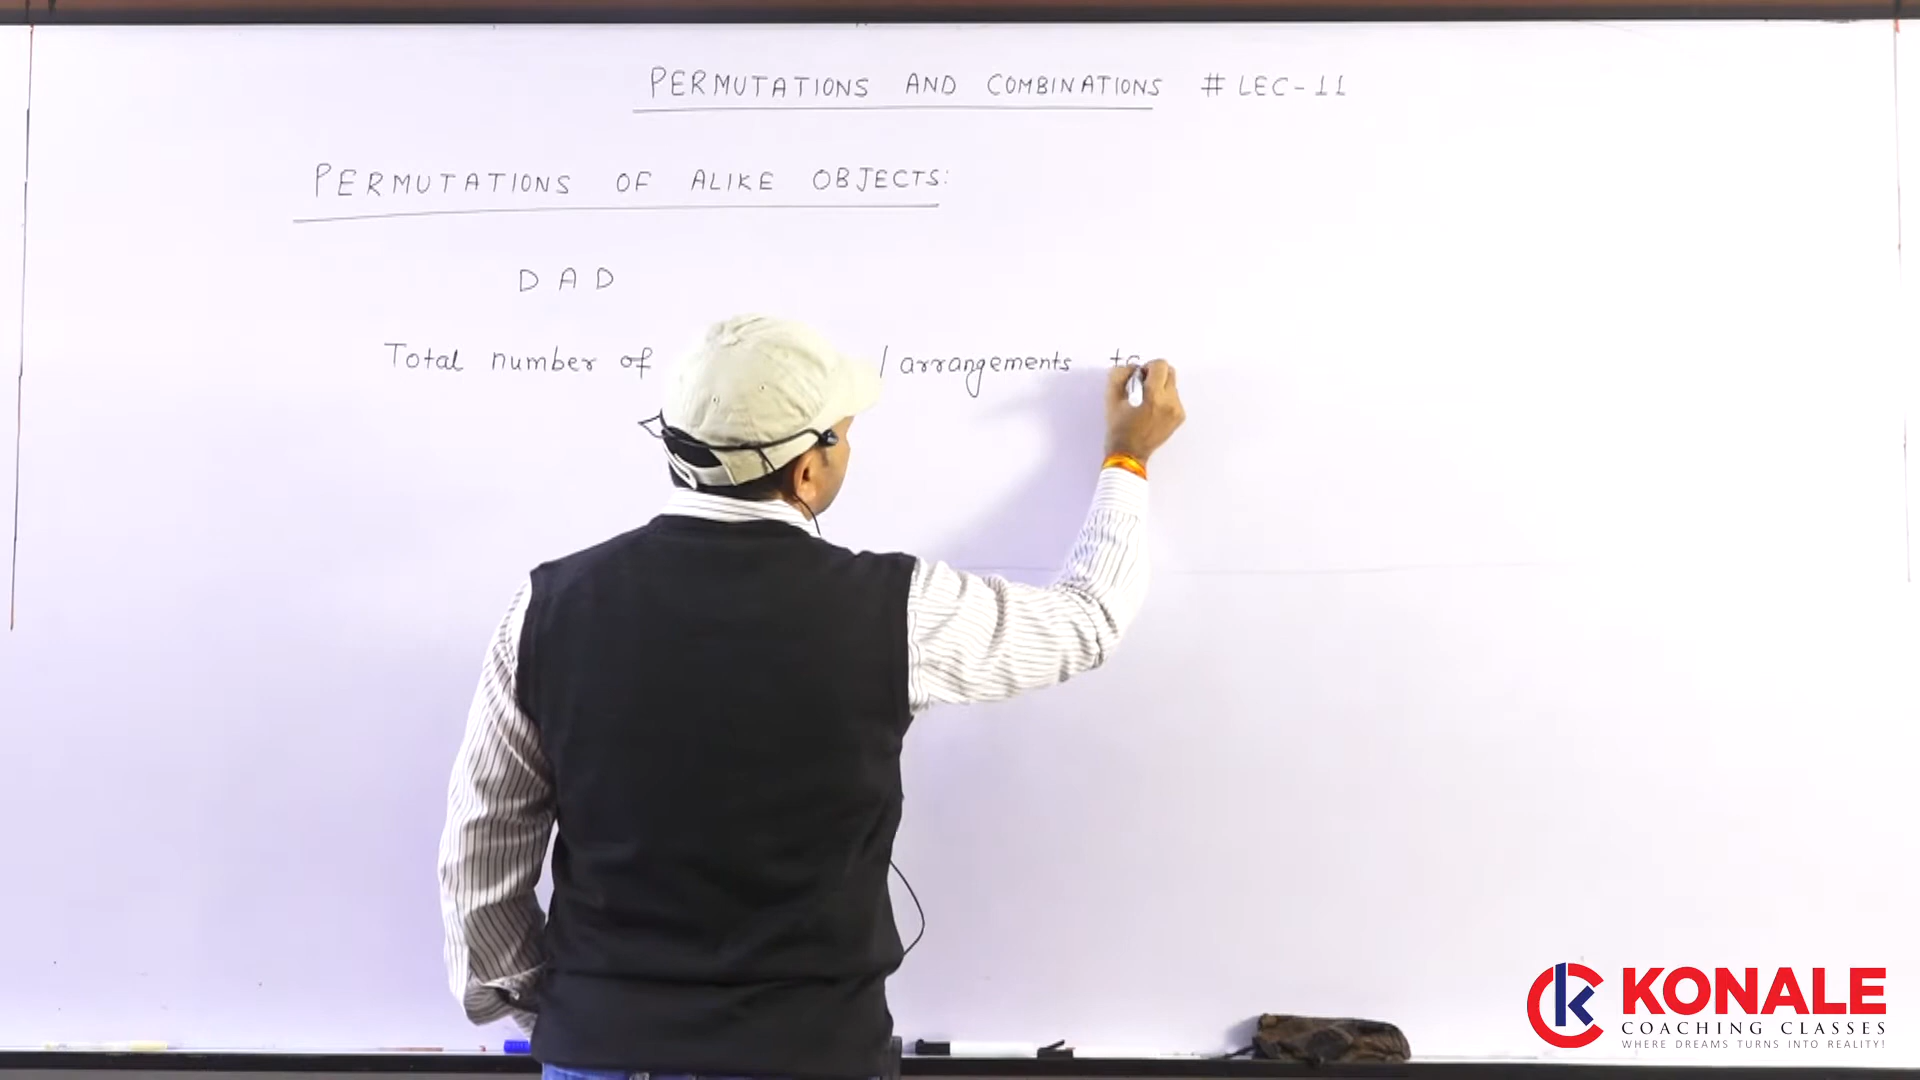 PERMUTATIONS AND COMBINATIONS # LEC-11
PERMUTATIONS OF ALIKE OBJECTS:
D A D
Total number of / arrangements
KONALE
COACHING CLASSES
WHERE DREAMS TURNS INTO REALITY!